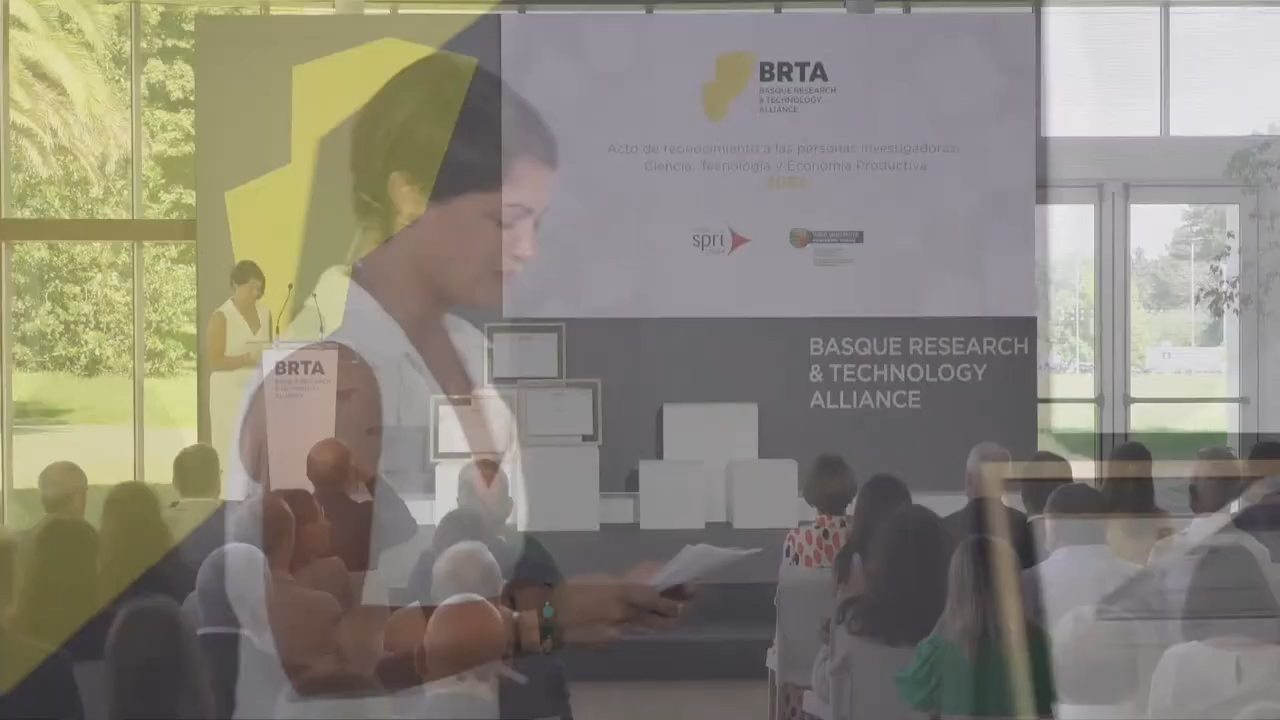 BRTA
BASQUE RESEARCH
& TECHNOLOGY
ALLIANCE
Acto de reconocimiento a las personas investigadoras:
Ciencia, Tecnología y Economía Productiva
spri
BASQUE RESEARCH
& TECHNOLOGY
ALLIANCE
BRTA